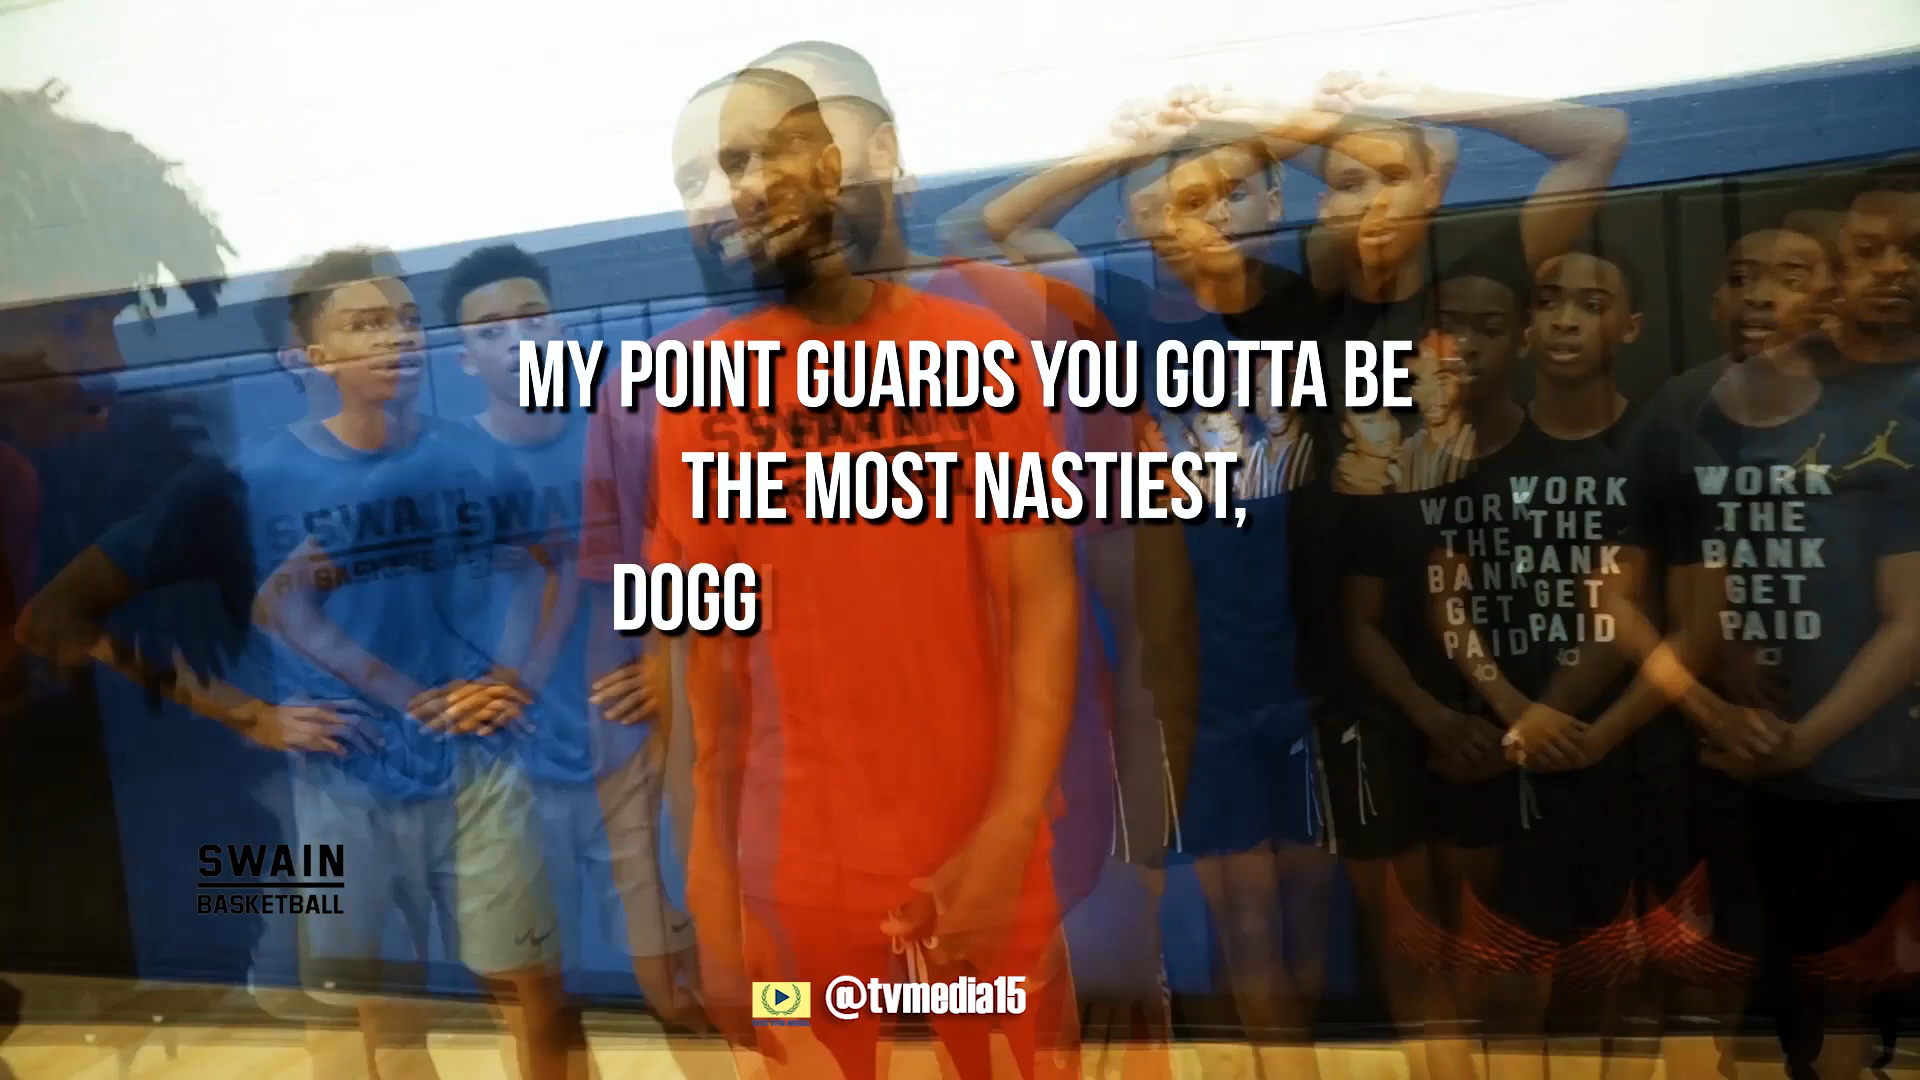 MY POINT GUARDS YOU GOTTA BE
THE MOST NASTIEST,
DOGG
WORK
THE
BANK
GET
PAID
WORK
THE
BANK
GET
PAID
WORK
THE
BANK
GET
PAID
SWAIN
BASKETBALL
@tvmedia15